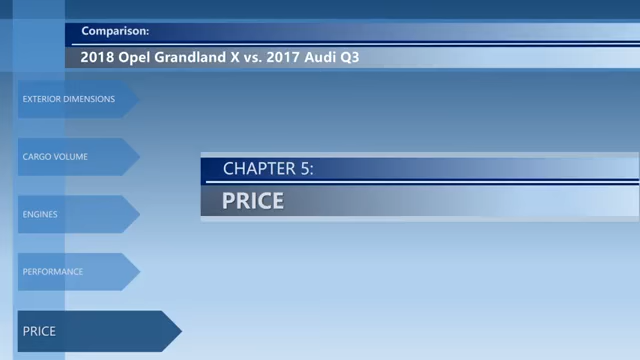 Comparison:
2018 Opel Grandland X vs. 2017 Audi Q3
EXTERIOR DIMENSIONS
CARGO VOLUME
ENGINES
PERFORMANCE
PRICE
CHAPTER 5:
PRICE